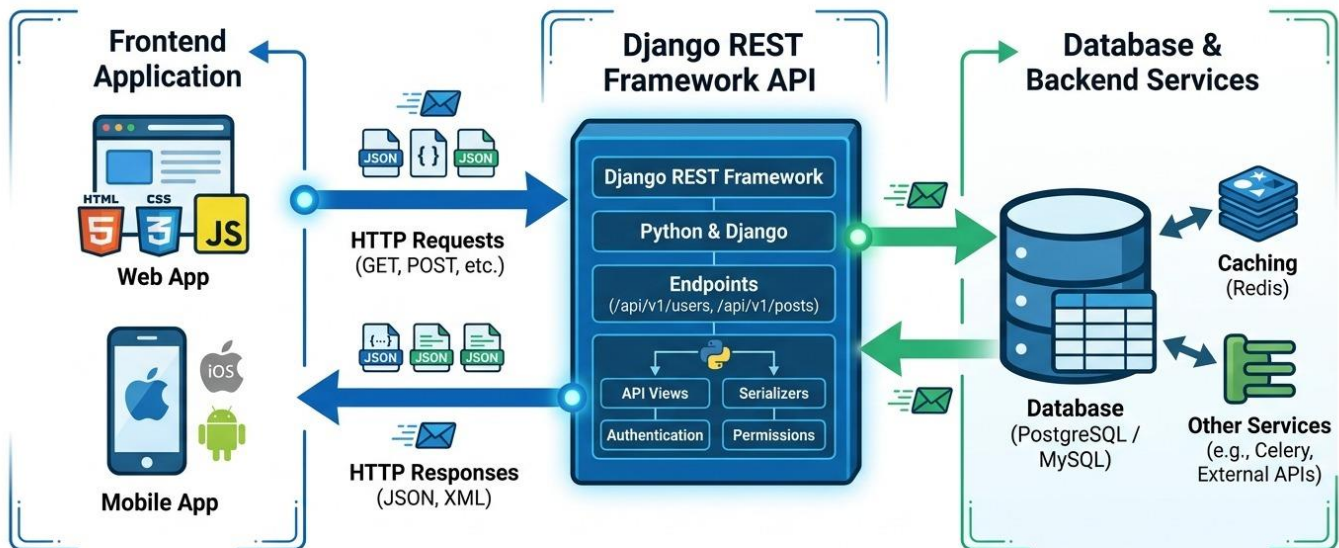 Frontend
Application
HTML
5
CSS
3
JS
Web App
iOS
Mobile App
JSON
{ }
JSON
HTTP Requests
(GET, POST, etc.)
{...}
JSON
JSON
JSON
HTTP Responses
(JSON, XML)
Django REST
Framework API
Django REST Framework
Python & Django
Endpoints
(/api/v1/users, /api/v1/posts)
API Views
Serializers
Authentication
Permissions
Database &
Backend Services
Caching
(Redis)
Database
(PostgreSQL /
MySQL)
Other Services
(e.g., Celery,
External APIs)